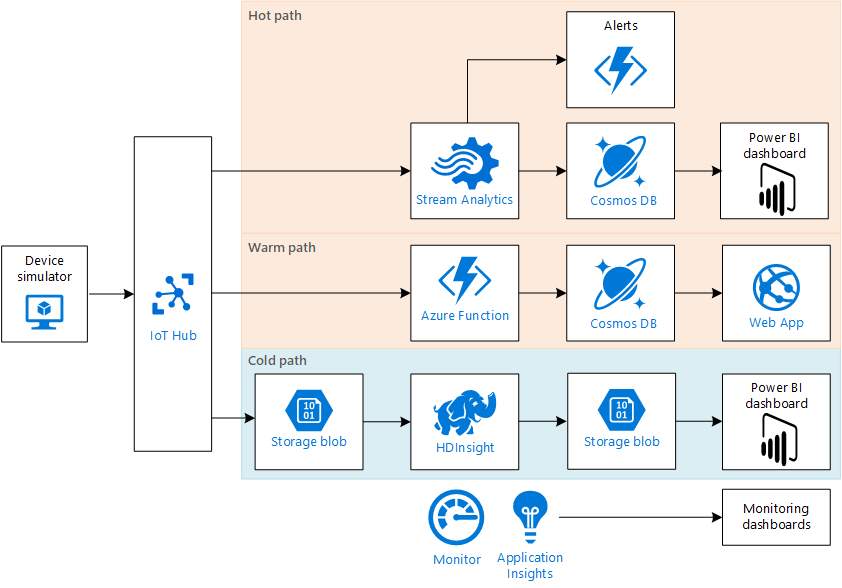 Hot path
Alerts
Stream Analytics
Cosmos DB
Power BI
dashboard
Warm path
Device
simulator
IoT Hub
Azure Function
Cosmos DB
Web App
Cold path
10
01
Storage blob
HDInsight
10
01
Storage blob
Power BI
dashboard
Monitor
Application
Insights
Monitoring
dashboards